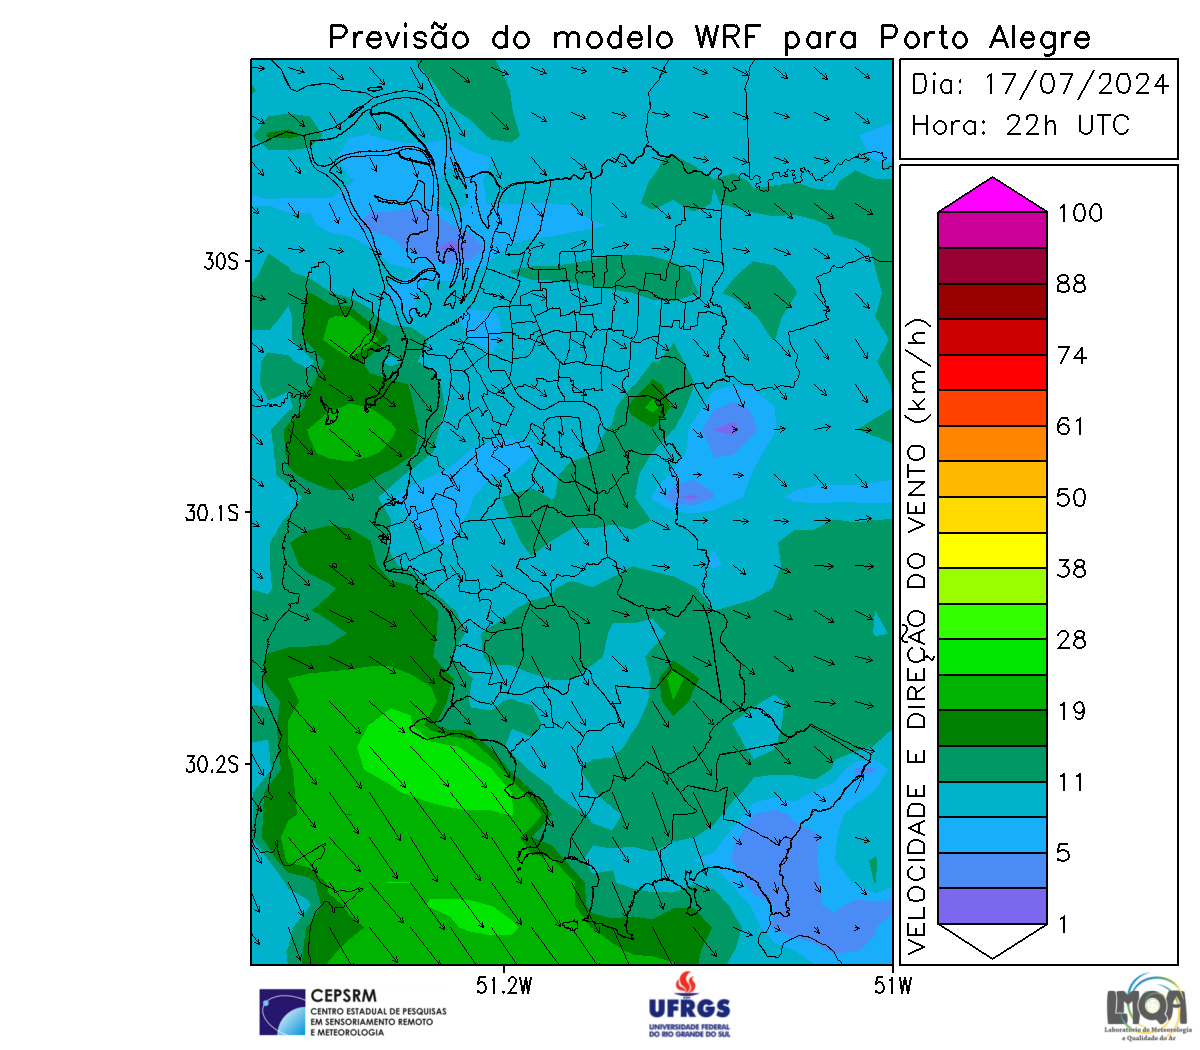 Previsão do modelo WRF para Porto Alegre
Dia: 17/07/2024
Hora: 22h UTC
30S
30.1S
30.2S
51.2W
51W
VELOCIDADE E DIREÇÃO DO VENTO (km/h)
100
88
74
61
50
38
28
19
11
5
1
CEPSRM
CENTRO ESTADUAL DE PESQUISAS
EM SENSORIAMENTO REMOTO
E METEOROLOGIA
UFRGS
UNIVERSIDADE FEDERAL
DO RIO GRANDE DO SUL
LMQA
Laboratório de Meteorologia
e Qualidade do Ar